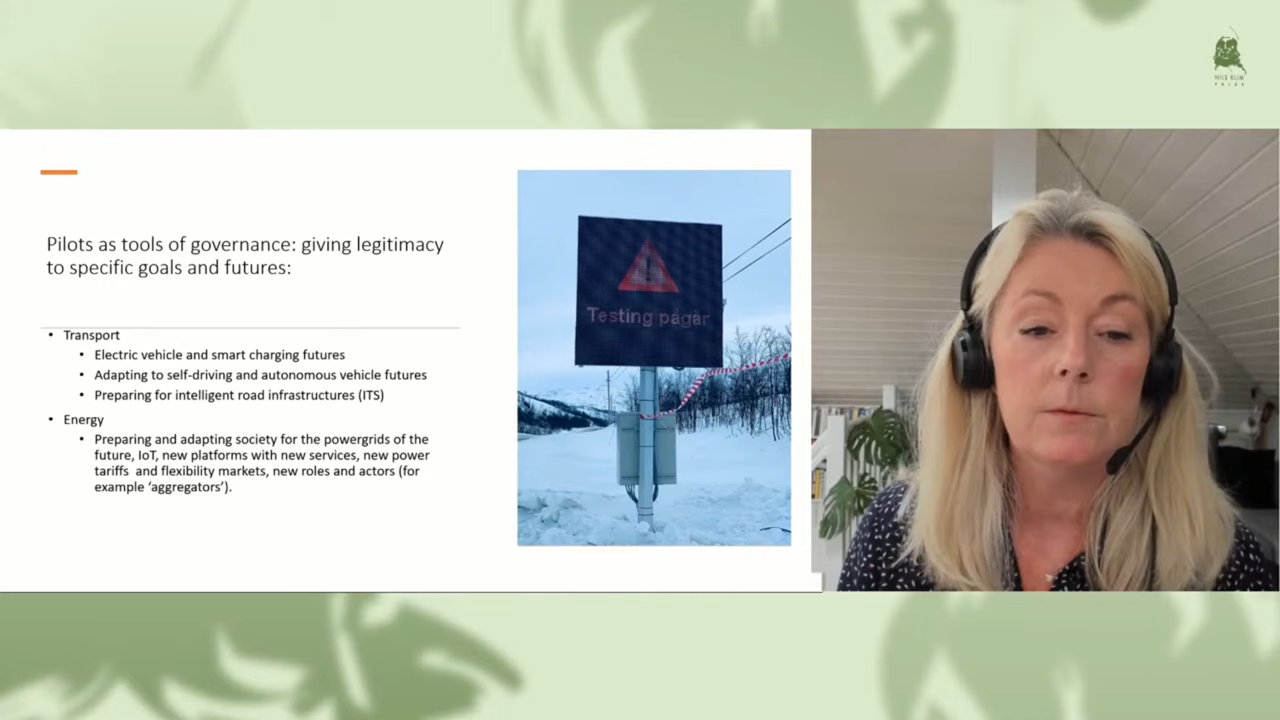 NILS KLIM
PRIZE
Pilots as tools of governance: giving legitimacy
to specific goals and futures:
• Transport
• Electric vehicle and smart charging futures
• Adapting to self-driving and autonomous vehicle futures
• Preparing for intelligent road infrastructures (ITS)
• Energy
• Preparing and adapting society for the powergrids of the
future, IoT, new platforms with new services, new power
tariffs and flexibility markets, new roles and actors (for
example ‘aggregators’).
Testing pågår